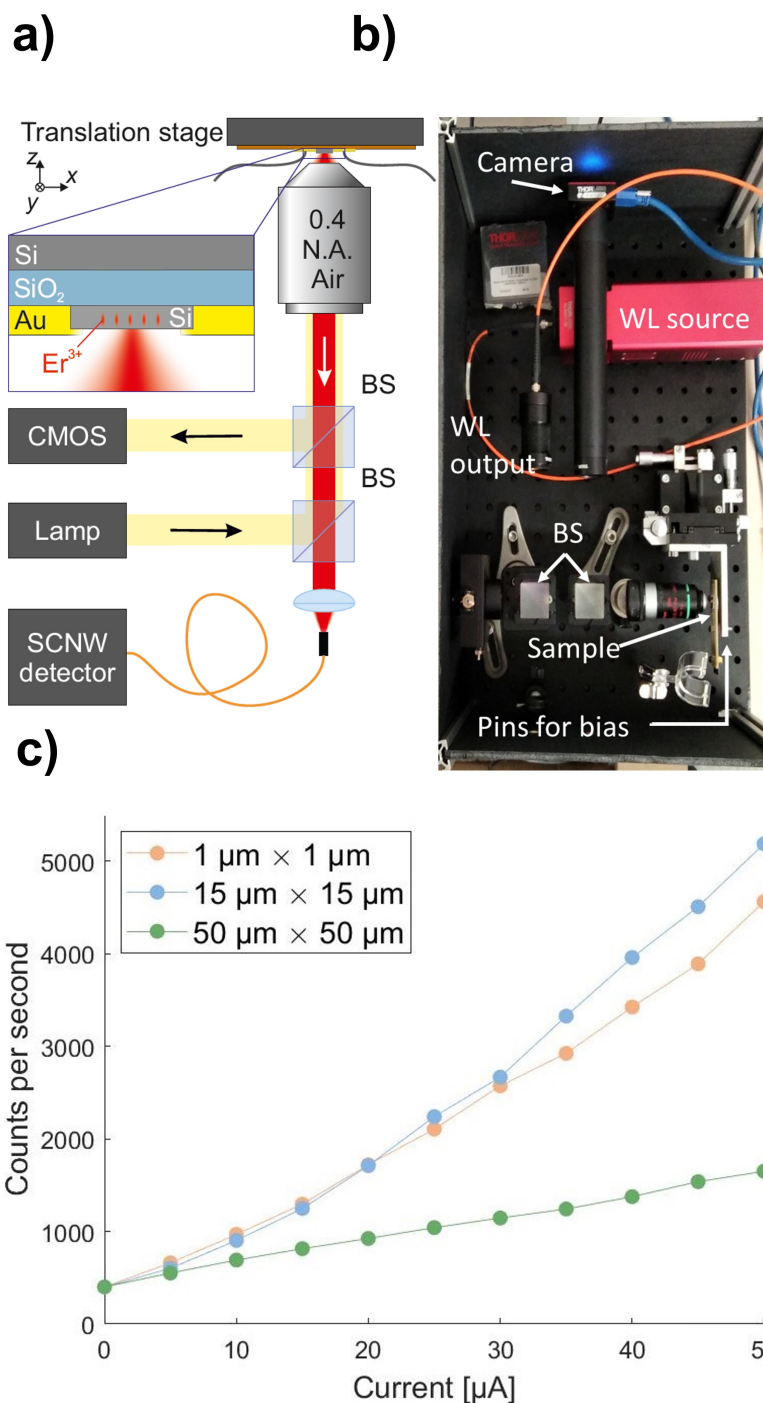 a)
Translation stage
z
x
y
0.4
N.A.
Air
Si
SiO2
Au
Si
Er3+
BS
CMOS
BS
Lamp
SCNW
detector
b)
Camera
THORLABS
WL source
WL
output
BS
Sample
Pins for bias
c)
5000
4000
3000
2000
1000
0
Counts per second
1 µm × 1 µm
15 µm × 15 µm
50 µm × 50 µm
0
10
20
30
40
5
Current [µA]